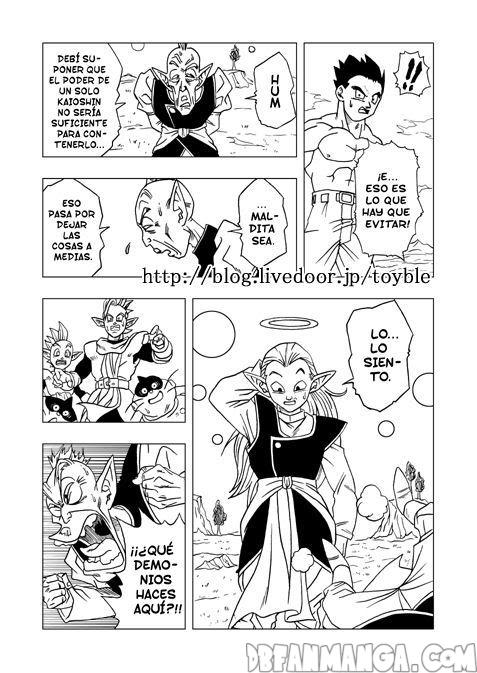 !!
¡E...
ESO ES
LO QUE
HAY QUE
EVITAR!
HUM
DEBÍ SU-
PONER QUE
EL PODER DE
UN SOLO
KAIOSHIN
NO SERÍA
SUFICIENTE
PARA CON-
TENERLO...
...
MAL-
DITA
SEA.
ESO
PASA POR
DEJAR
LAS
COSAS A
MEDIAS.
http://blog.livedoor.jp/toyble
LO...
LO
SIEN-
TO.
¡¡¿QUÉ
DEMO-
NIOS
HACES
AQUÍ?!!
DBFANMANGA.COM